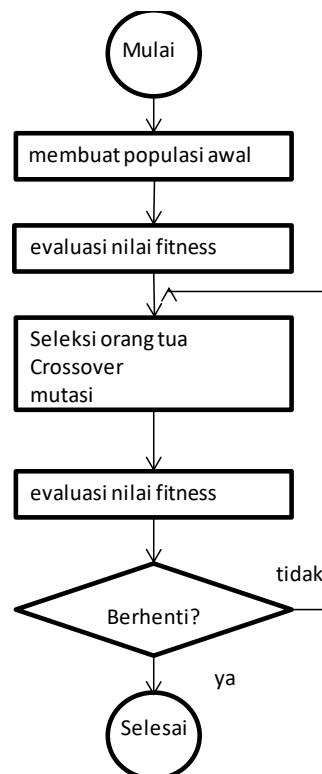 Mulai
membuat populasi awal
evaluasi nilai fitness
Seleksi orang tua
Crossover
mutasi
evaluasi nilai fitness
tidak
Berhenti?
ya
Selesai